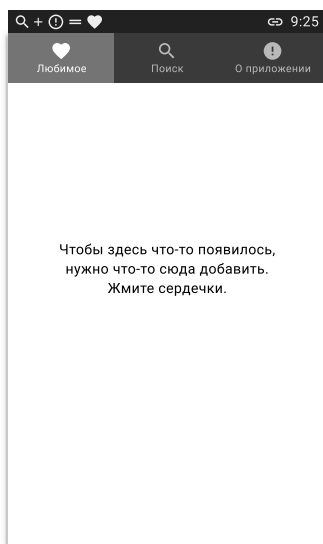 9:25
Любимое
Поиск
О приложении
Чтобы здесь что-то появилось,
нужно что-то сюда добавить.
Жмите сердечки.